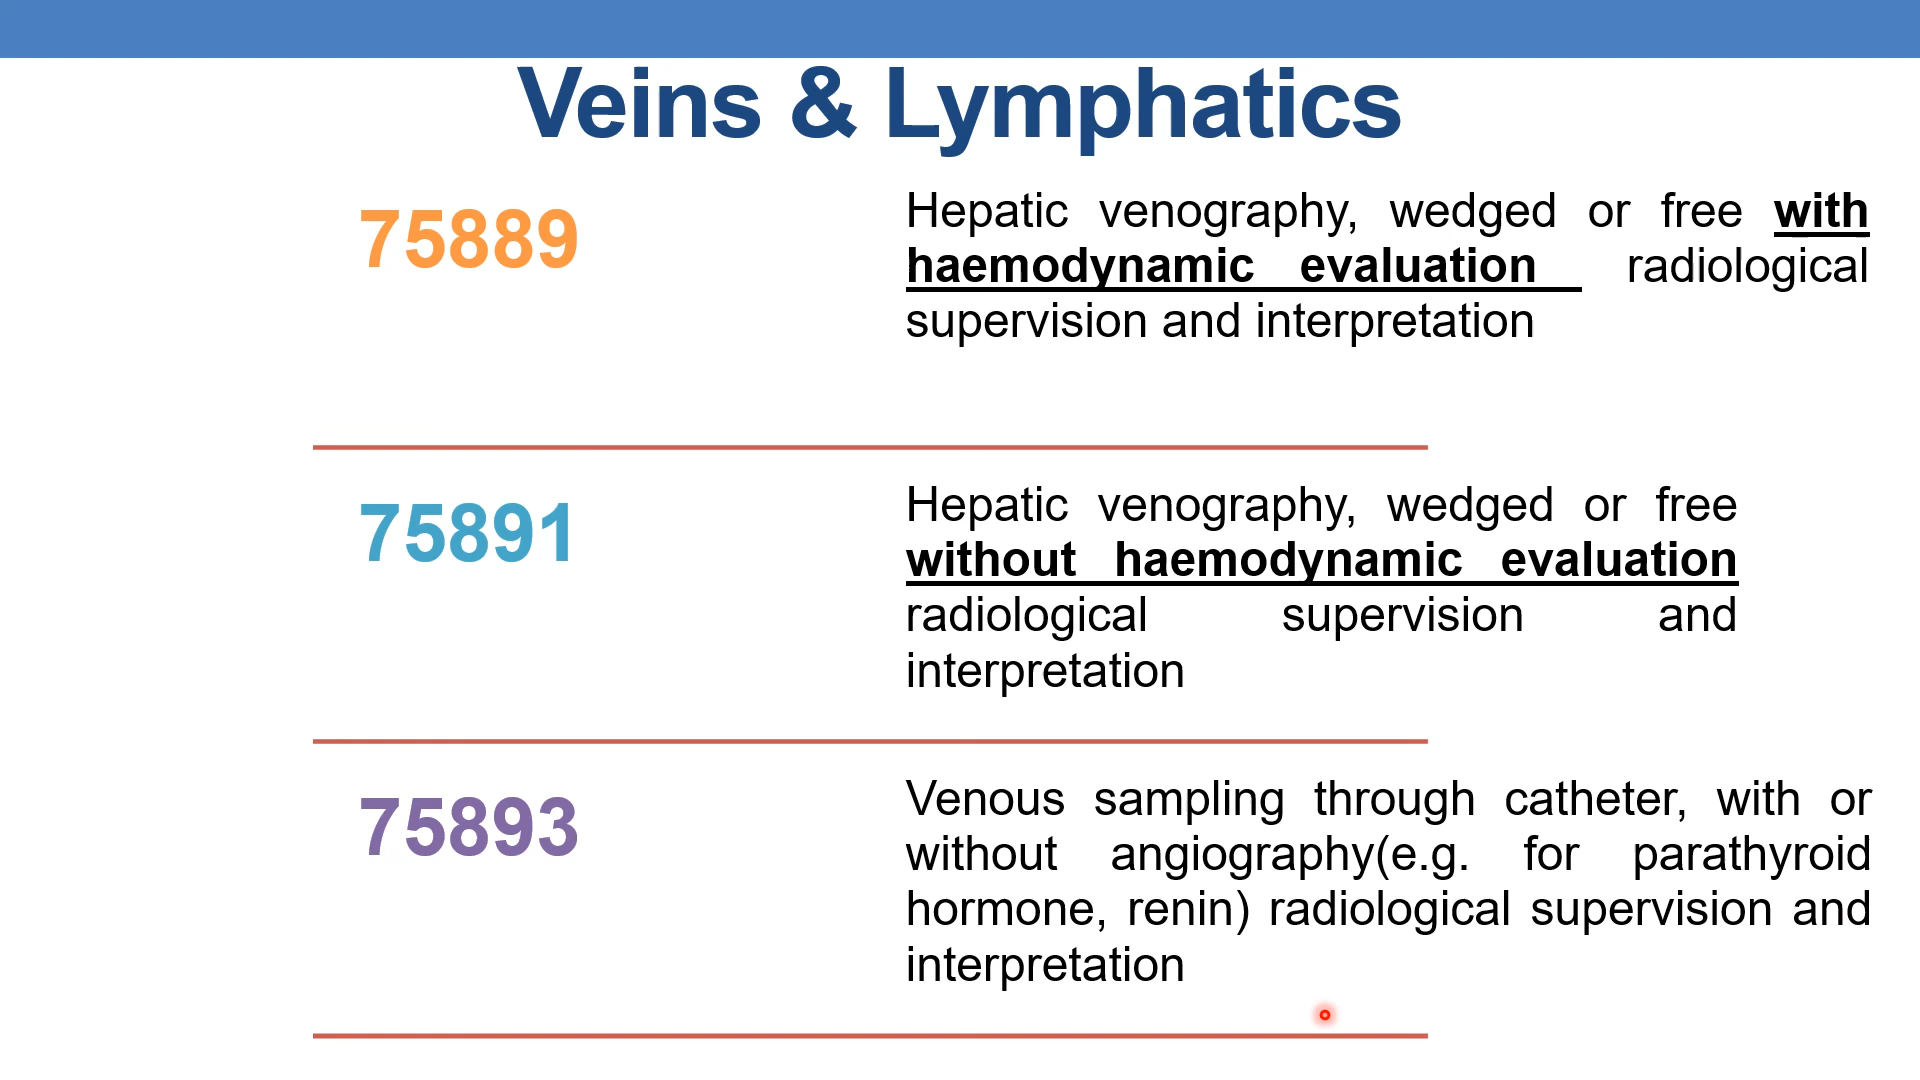 Veins & Lymphatics
75889
Hepatic venography, wedged or free with
haemodynamic evaluation radiological
supervision and interpretation
75891
Hepatic venography, wedged or free
without haemodynamic evaluation
radiological supervision and
interpretation
75893
Venous sampling through catheter, with or
without angiography(e.g. for parathyroid
hormone, renin) radiological supervision and
interpretation